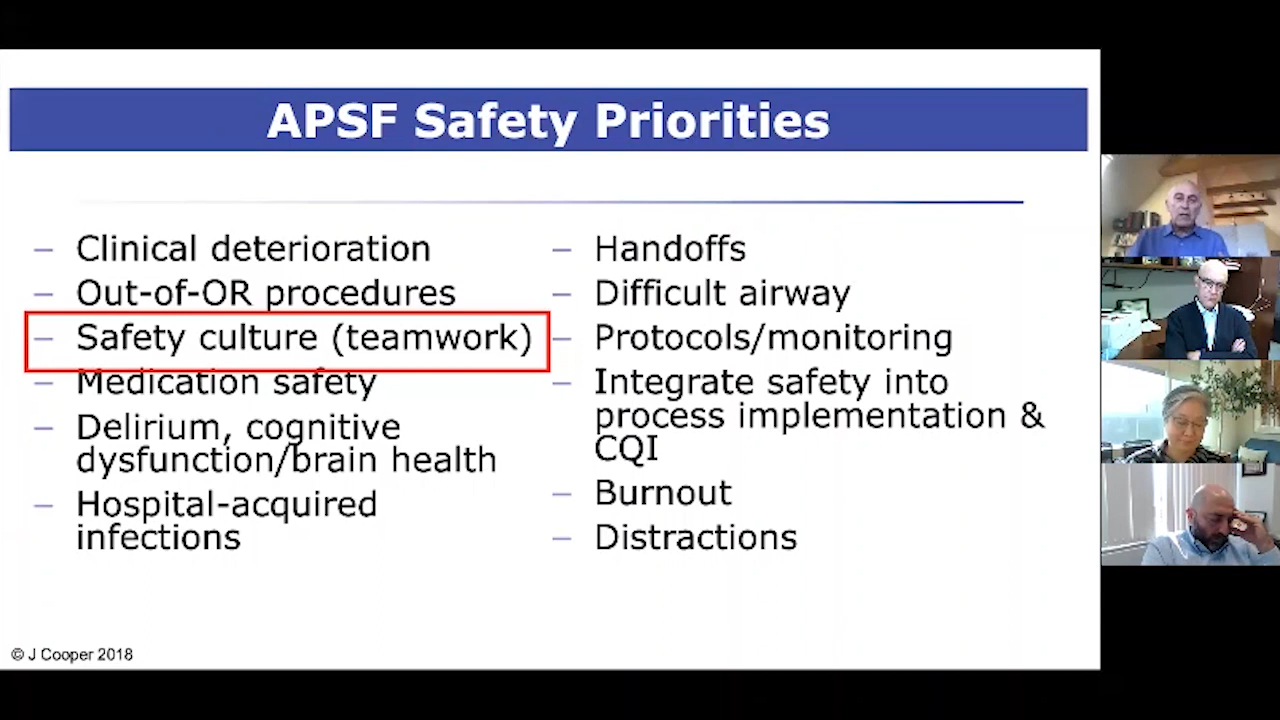 APSF Safety Priorities
– Clinical deterioration
– Out-of-OR procedures
– Safety culture (teamwork)
– Medication safety
– Delirium, cognitive
dysfunction/brain health
– Hospital-acquired
infections
– Handoffs
– Difficult airway
– Protocols/monitoring
– Integrate safety into
process implementation &
CQI
– Burnout
– Distractions
© J Cooper 2018